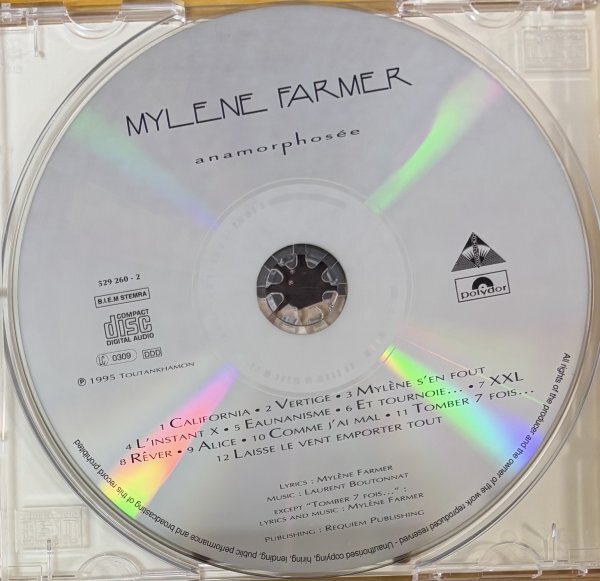 MYLENE FARMER
anamorphosée
529 260 - 2
B.I.E.M STEMRA
COMPACT
disc
DIGITAL AUDIO
LC 0309 DDD
℗ 1995 TOUTANKHAMON
polydor
1 CALIFORNIA • 2 VERTIGE • 3 MYLÈNE S'EN FOUT
4 L'INSTANT X • 5 EAUNANISME • 6 ET TOURNOIE... • 7 XXL
8 RÊVER • 9 ALICE • 10 COMME J'AI MAL • 11 TOMBER 7 FOIS...
12 LAISSE LE VENT EMPORTER TOUT
LYRICS : MYLÈNE FARMER
MUSIC : LAURENT BOUTONNAT
EXCEPT "TOMBER 7 FOIS..." :
LYRICS AND MUSIC : MYLÈNE FARMER
PUBLISHING : REQUIEM PUBLISHING
All rights of the producer and the owner of the work reproduced reserved - Unauthorised copying, hiring, lending, public performance and broadcasting of this recording prohibited